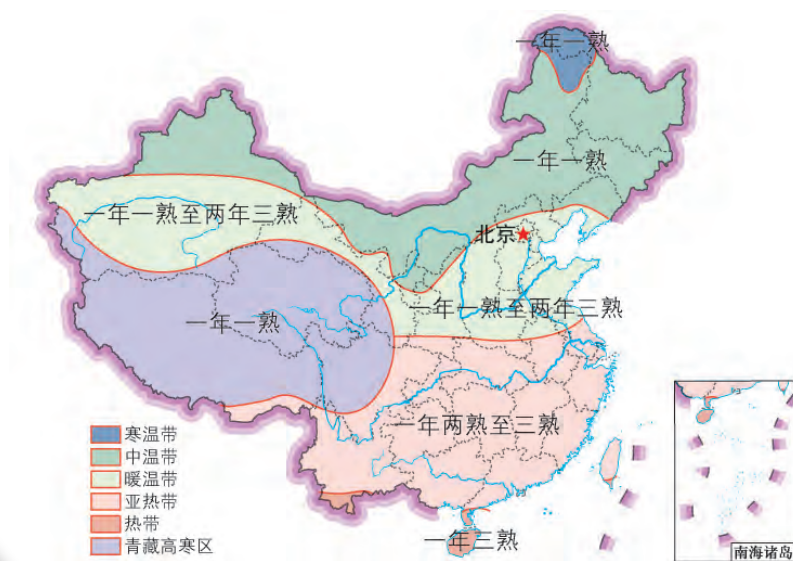 一年一熟
一年一熟
一年一熟至两年三熟
北京
一年一熟至两年三熟
一年一熟
一年两熟至三熟
一年三熟
寒温带
中温带
暖温带
亚热带
热带
青藏高寒区
南海诸岛